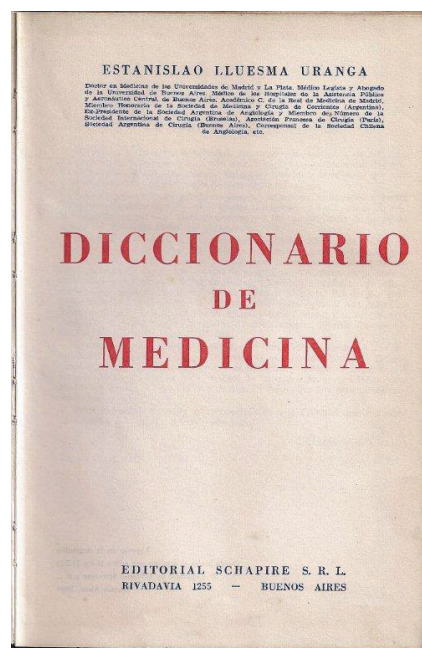 ESTANISLAO LLUESMA URANGA
Doctor en Medicina de las Universidades de Madrid y La Plata. Médico Legista y Abogado
de la Universidad de Buenos Aires. Médico de los Hospitales de la Asistencia Pública
y Aeronáutico Central, de Buenos Aires. Académico C. de la Real de Medicina de Madrid,
Miembro Honorario de la Sociedad de Medicina y Cirugía de Corrientes (Argentina),
Ex-Presidente de la Sociedad Argentina de Angiología y Miembro de Número de la
Sociedad Internacional de Cirugía (Bruselas), Asociación Francesa de Cirugía (París),
Sociedad Argentina de Cirugía (Buenos Aires), Corresponsal de la Sociedad Chilena
de Angiología, etc.
DICCIONARIO
DE
MEDICINA
EDITORIAL SCHAPIRE S. R. L.
RIVADAVIA 1255 — BUENOS AIRES